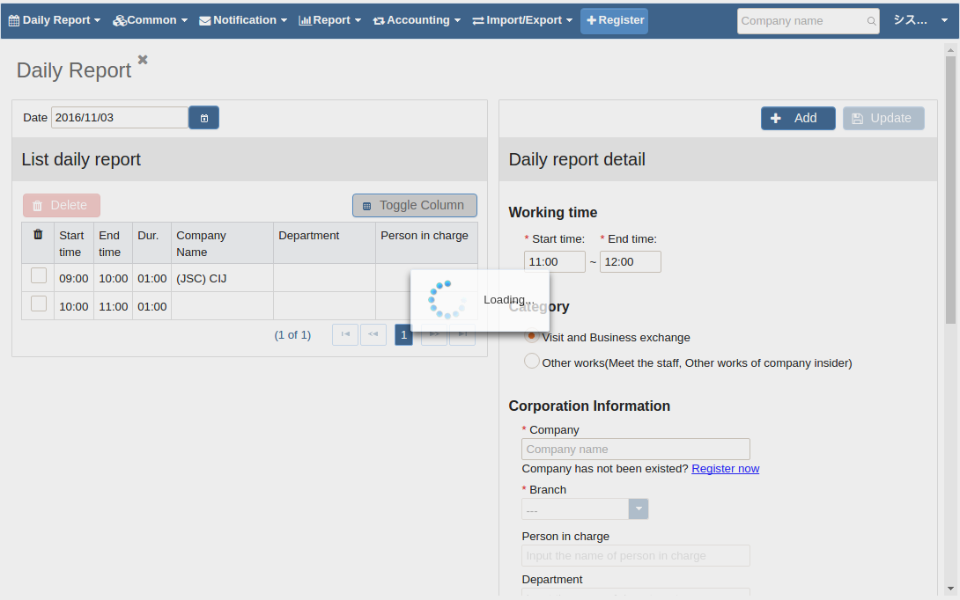 Daily Report Common Notification Report Accounting Import/Export Register Company name シス...
Daily Report
Date 2016/11/03
Add Update
List daily report
Daily report detail
Delete Toggle Column
Start time End time Dur. Company Name Department Person in charge
09:00 10:00 01:00 (JSC) CIJ
10:00 11:00 01:00
(1 of 1) 1
Loading..
Working time
* Start time: * End time:
11:00 ~ 12:00
Category
Visit and Business exchange
Other works(Meet the staff, Other works of company insider)
Corporation Information
* Company
Company name
Company has not been existed? Register now
* Branch
---
Person in charge
Input the name of person in charge
Department